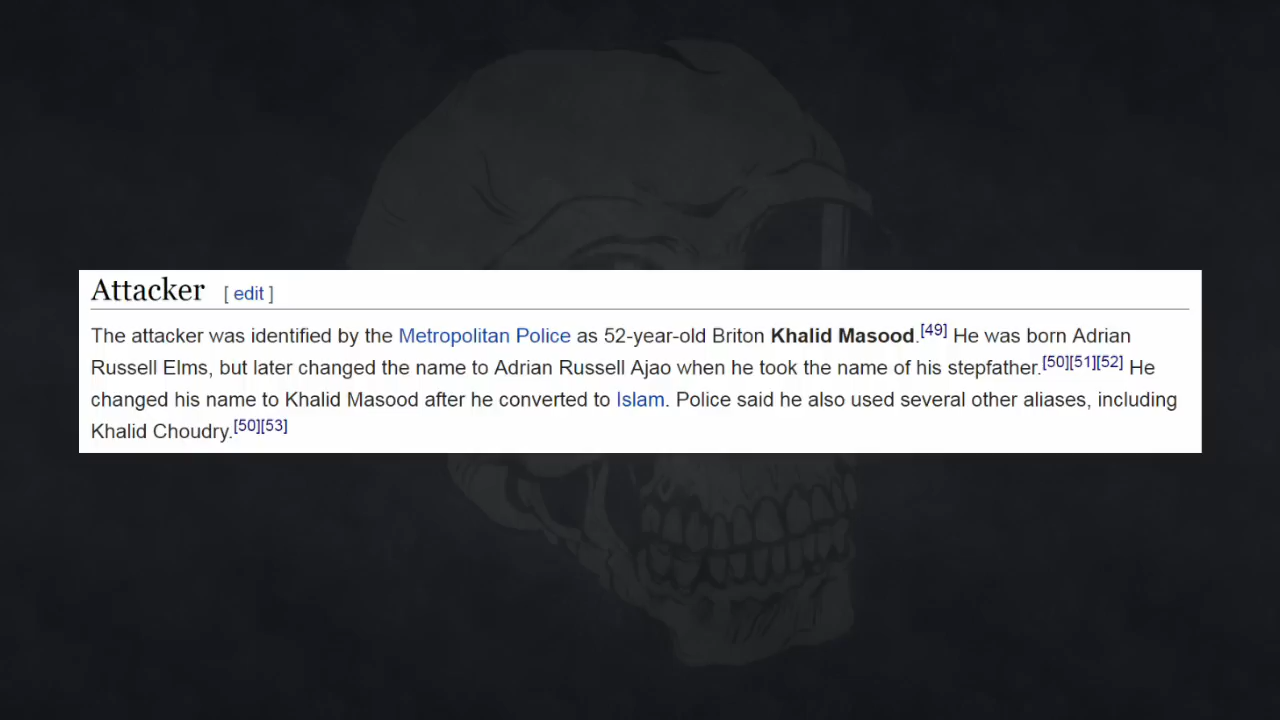 Attacker [ edit ]
The attacker was identified by the Metropolitan Police as 52-year-old Briton Khalid Masood.[49] He was born Adrian
Russell Elms, but later changed the name to Adrian Russell Ajao when he took the name of his stepfather.[50][51][52] He
changed his name to Khalid Masood after he converted to Islam. Police said he also used several other aliases, including
Khalid Choudry.[50][53]